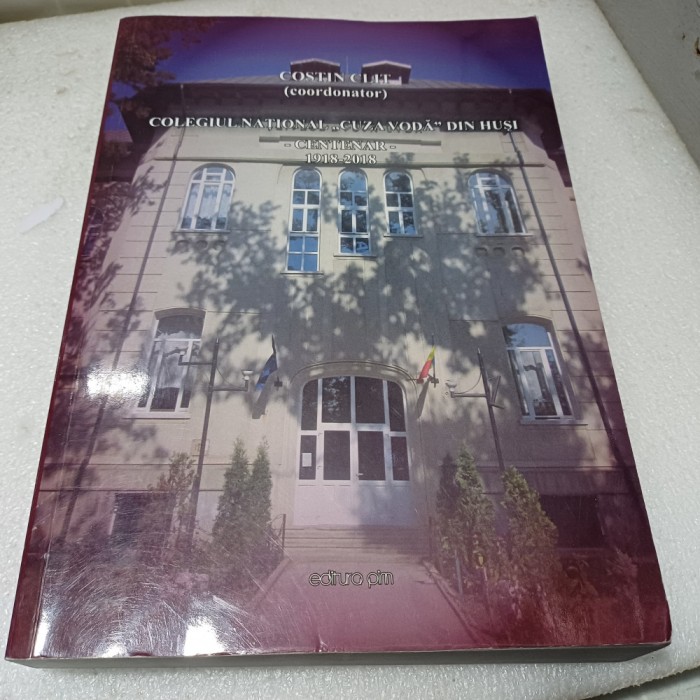 COSTIN CLIT
(coordonator)
COLEGIUL NAȚIONAL „CUZA VODĂ” DIN HUȘI
- CENTENAR -
1918-2018
editura pim